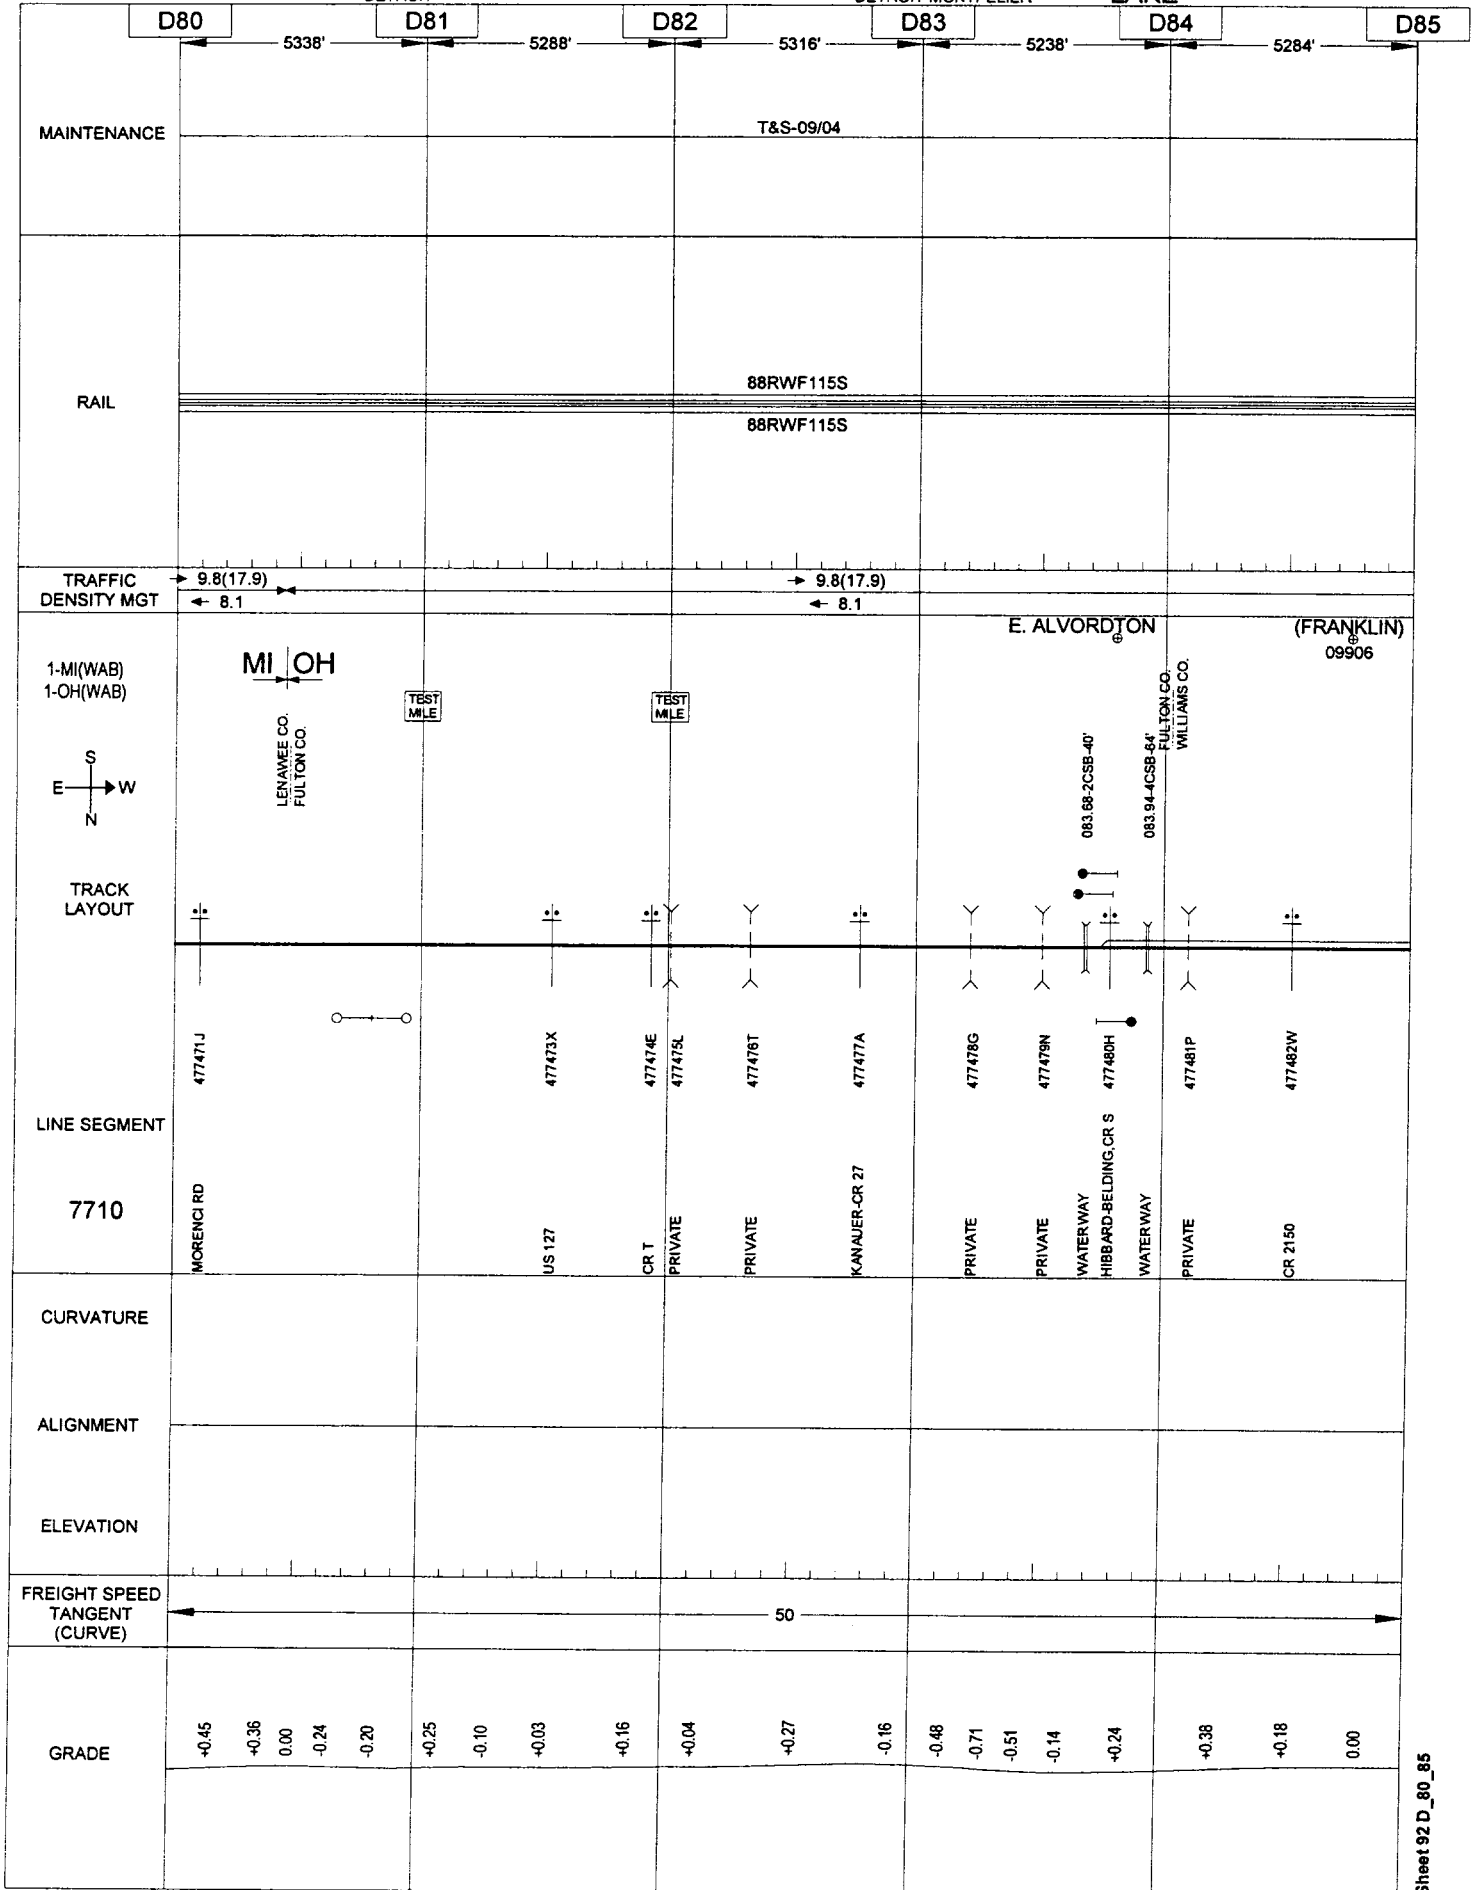 D80 D81 D82 D83 D84 D85
5338' 5288' 5316' 5238' 5284'
MAINTENANCE
T&S-09/04
RAIL
88RWF115S
88RWF115S
TRAFFIC
DENSITY MGT
9.8(17.9)
8.1
9.8(17.9)
8.1
1-MI(WAB)
1-OH(WAB)
MI OH
E. ALVORDTON
(FRANKLIN)
09906
TEST
MILE
TEST
MILE
LENAWEE CO.
FULTON CO.
083.68-2CSB-40'
083.94-4CSB-64'
FULTON CO.
WILLIAMS CO.
S
E W
N
TRACK
LAYOUT
477471J
477473X
477474E
477475L
477476T
477477A
477478G
477479N
477480H
477481P
477482W
LINE SEGMENT
7710
MORENCI RD
US 127
CR T
PRIVATE
PRIVATE
KANAUER-CR 27
PRIVATE
PRIVATE
WATERWAY
HIBBARD-BELDING,CR S
WATERWAY
PRIVATE
CR 2150
CURVATURE
ALIGNMENT
ELEVATION
FREIGHT SPEED
TANGENT
(CURVE)
50
GRADE
+0.45
+0.36
0.00
-0.24
-0.20
+0.25
-0.10
+0.03
+0.16
+0.04
+0.27
-0.16
-0.48
-0.71
-0.51
-0.14
+0.24
+0.38
+0.18
0.00
Sheet 92 D_80_85